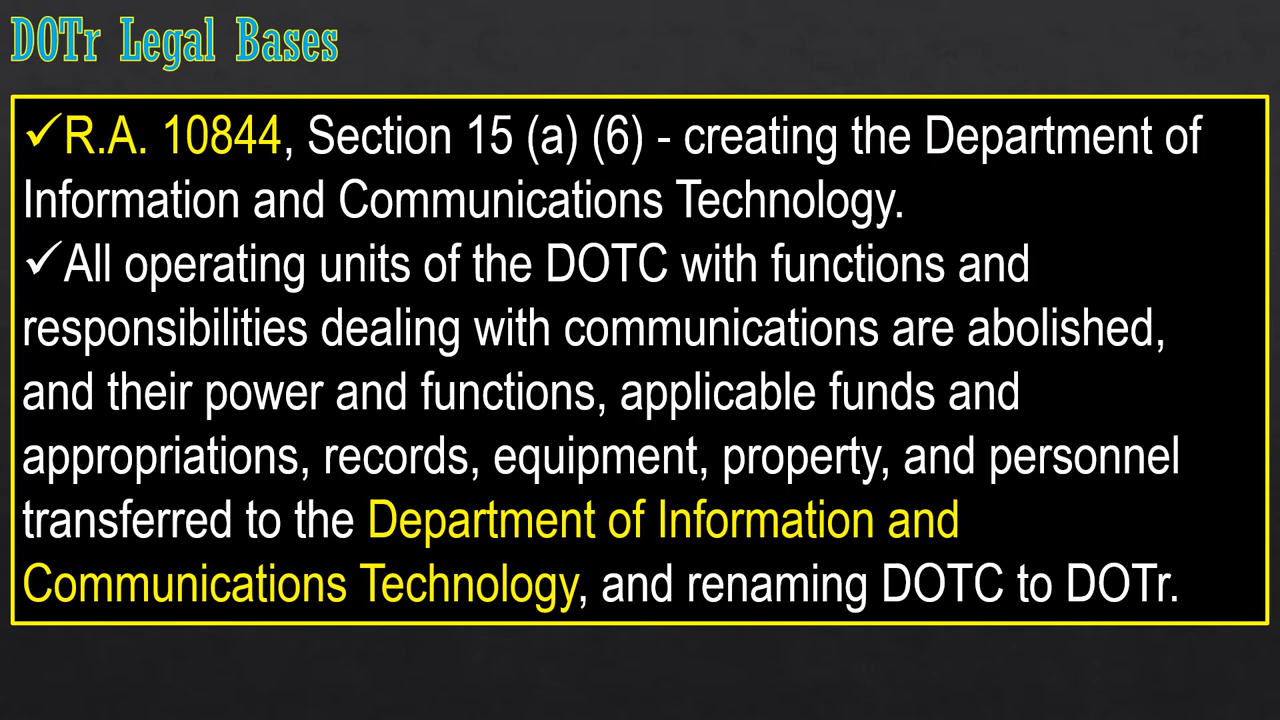 DOTr Legal Bases
✓R.A. 10844, Section 15 (a) (6) - creating the Department of
Information and Communications Technology.
✓All operating units of the DOTC with functions and
responsibilities dealing with communications are abolished,
and their power and functions, applicable funds and
appropriations, records, equipment, property, and personnel
transferred to the Department of Information and
Communications Technology, and renaming DOTC to DOTr.